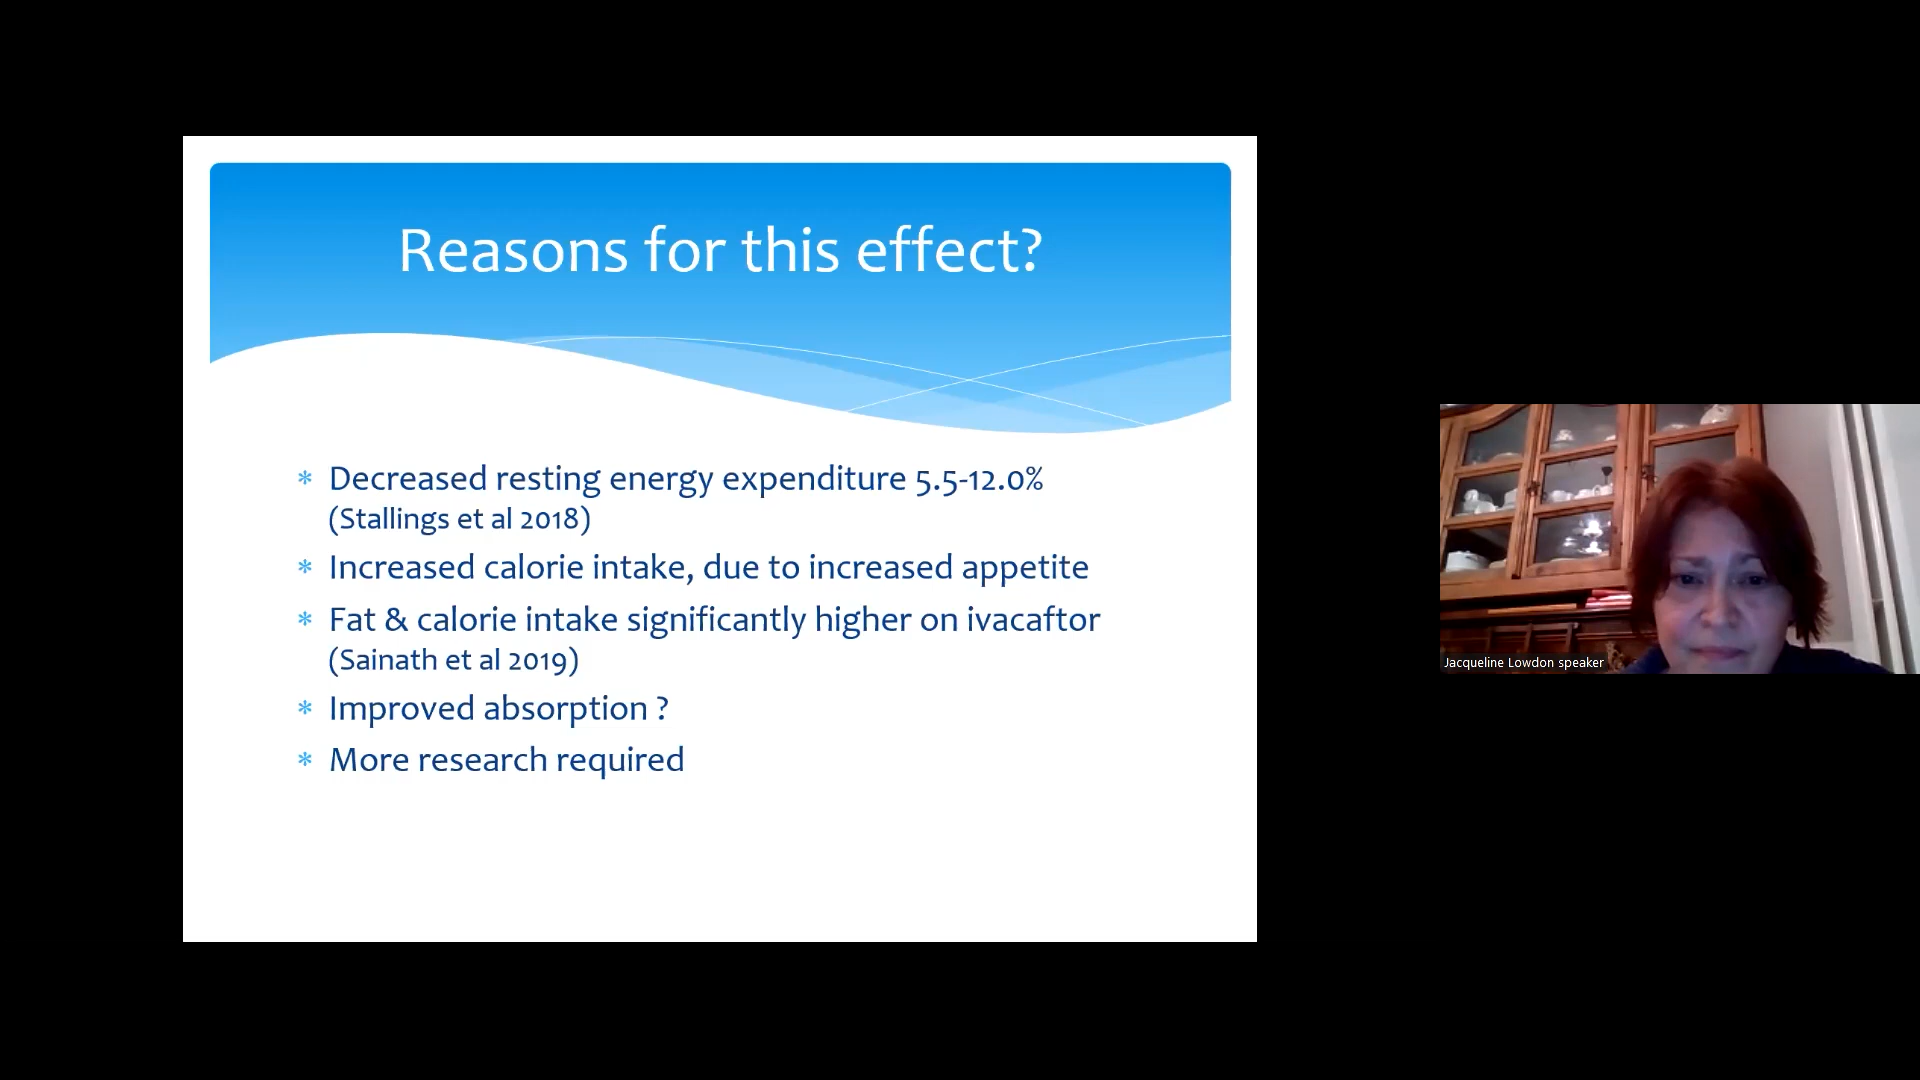 Reasons for this effect?
* Decreased resting energy expenditure 5.5-12.0%
(Stallings et al 2018)
* Increased calorie intake, due to increased appetite
* Fat & calorie intake significantly higher on ivacaftor
(Sainath et al 2019)
* Improved absorption ?
* More research required
Jacqueline Lowdon speaker